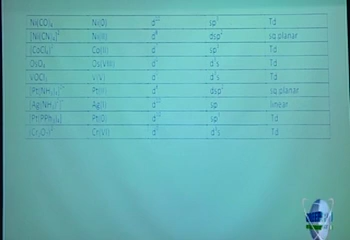 Ni(CO)₄ Ni(0) d¹⁰ sp³ Td
[Ni(CN)₄]²⁻ Ni(II) d⁸ dsp² sq planar
[CoCl₄]²⁻ Co(II) d⁷ sp³ Td
OsO₄ Os(VIII) d⁰ d³s Td
VOCl₃ V(V) d⁰ d³s Td
[Pt(NH₃)₄]²⁺ Pt(II) d⁸ dsp² sq planar
[Ag(NH₃)₂]⁺ Ag(I) d¹⁰ sp linear
[Pt(PPh₃)₄] Pt(0) d¹⁰ sp³ Td
[Cr₂O₇]²⁻ Cr(VI) d⁰ d³s Td